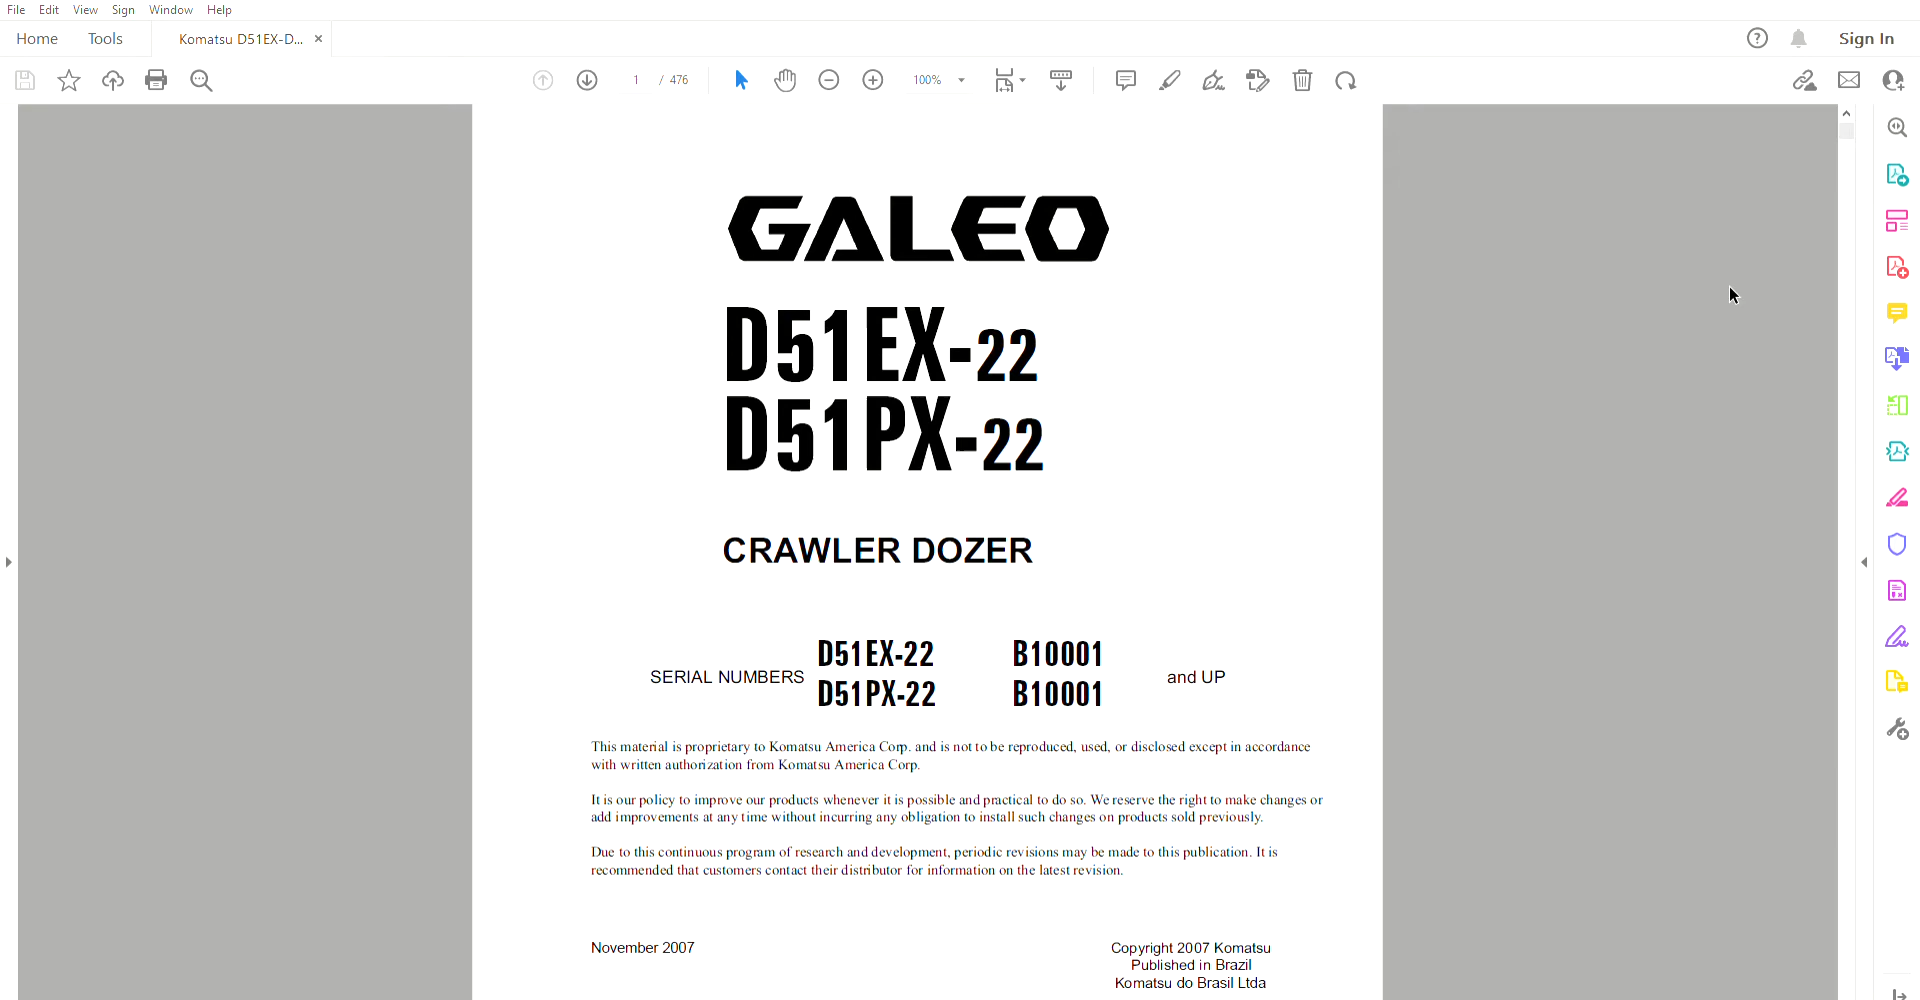 File Edit View Sign Window Help
Home Tools Komatsu D51EX-D... × Sign In
1 / 476 100%
GALEO
D51EX-22
D51PX-22
CRAWLER DOZER
D51EX-22 B10001
SERIAL NUMBERS and UP
D51PX-22 B10001
This material is proprietary to Komatsu America Corp. and is not to be reproduced, used, or disclosed except in accordance
with written authorization from Komatsu America Corp.
It is our policy to improve our products whenever it is possible and practical to do so. We reserve the right to make changes or
add improvements at any time without incurring any obligation to install such changes on products sold previously.
Due to this continuous program of research and development, periodic revisions may be made to this publication. It is
recommended that customers contact their distributor for information on the latest revision.
November 2007 Copyright 2007 Komatsu
Published in Brazil
Komatsu do Brasil Ltda